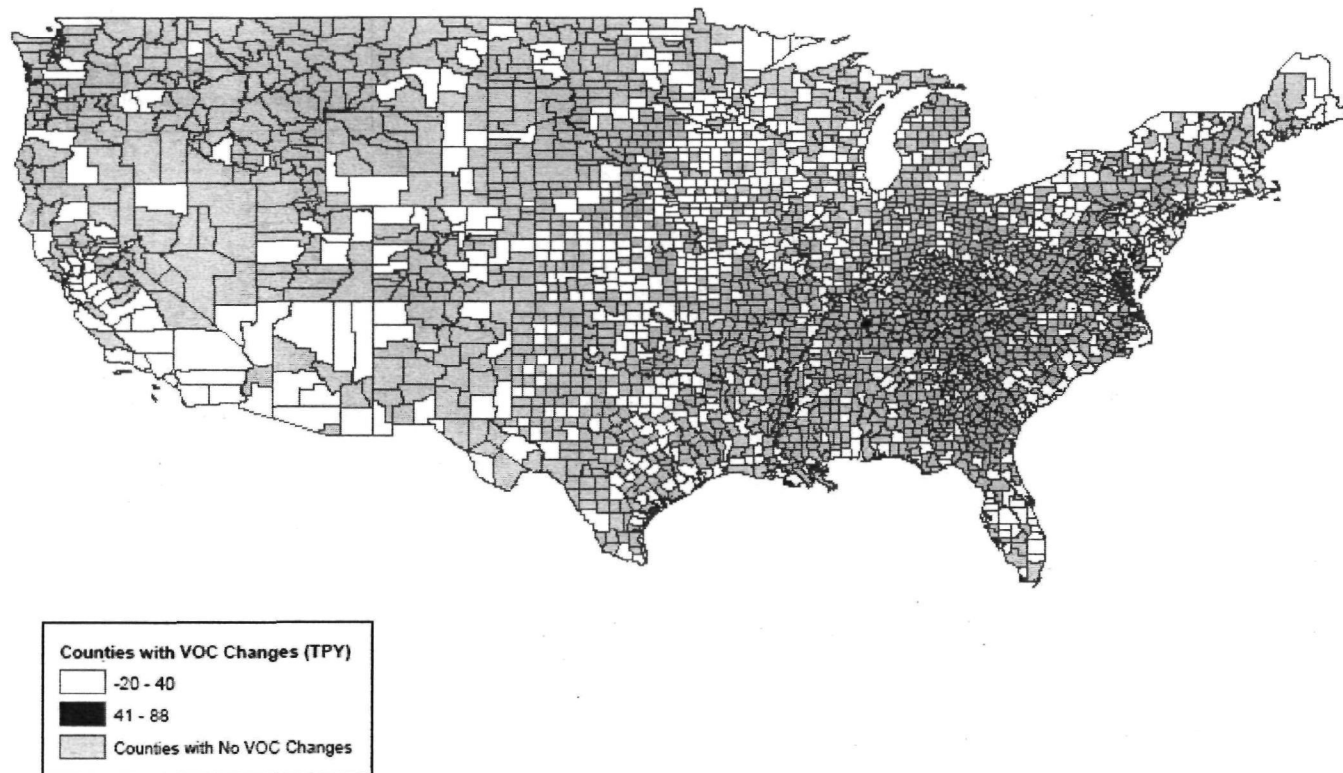 Counties with VOC Changes (TPY)
-20 - 40
41 - 88
Counties with No VOC Changes